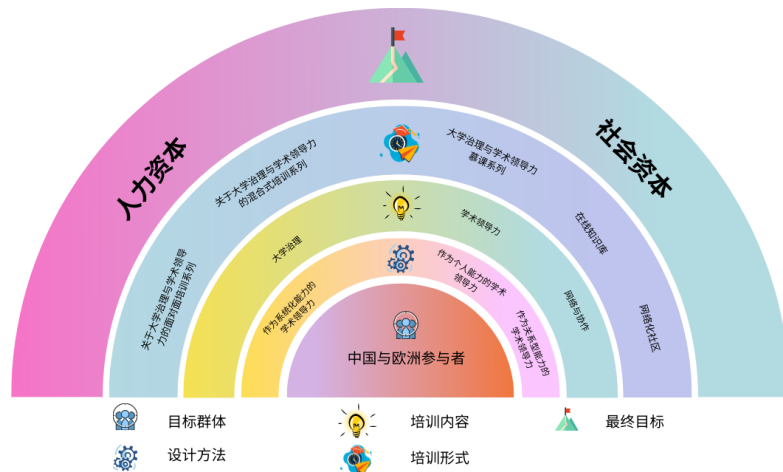 人力资本
社会资本
关于大学治理与学术领导
力的面对面培训系列
关于大学治理与学术领导力
的混合式培训系列
大学治理与学术领导力
慕课系列
在线知识库
网络化社区
大学治理
学术领导力
网络与协作
作为系统化能力的
学术领导力
作为个人能力的学术
领导力
作为关系型能力的
学术领导力
中国与欧洲参与者
目标群体
培训内容
最终目标
设计方法
培训形式